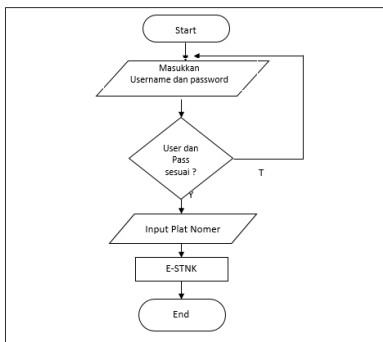 Start
Masukkan
Username dan password
User dan
Pass
sesuai ?
T
Y
Input Plat Nomer
E-STNK
End